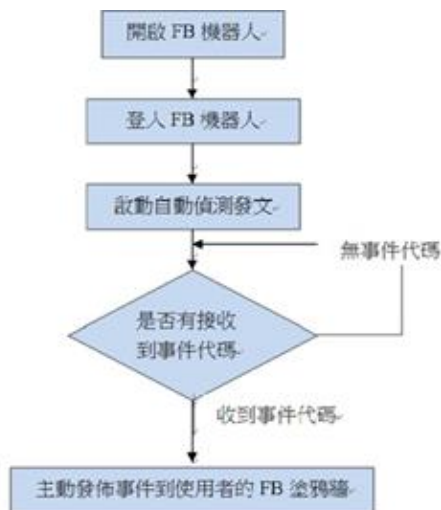 開啟 FB 機器人
登入 FB 機器人
啟動自動偵測發文
無事件代碼
是否有接收
到事件代碼
收到事件代碼
主動發佈事件到使用者的 FB 塗鴉牆